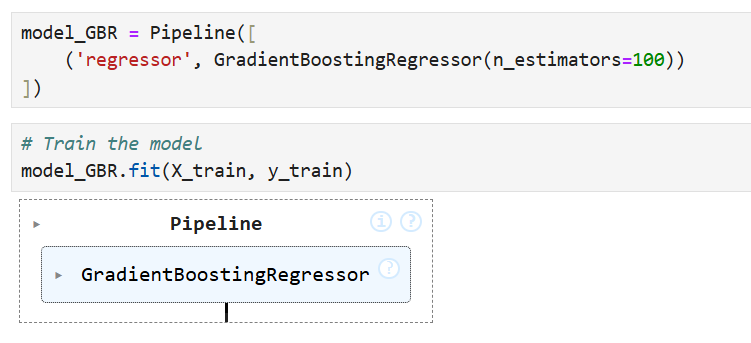 model_GBR = Pipeline([
    ('regressor', GradientBoostingRegressor(n_estimators=100))
])
# Train the model
model_GBR.fit(X_train, y_train)
▸ Pipeline i ?
▸ GradientBoostingRegressor ?